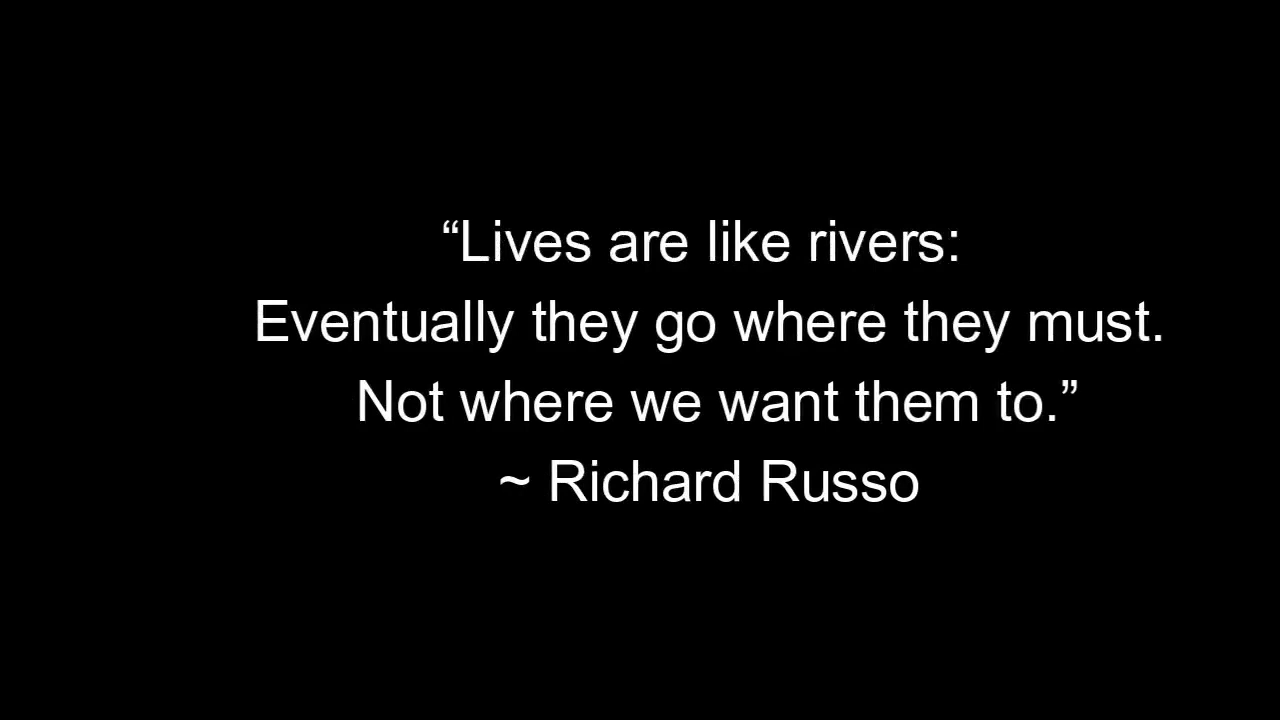 “Lives are like rivers:
Eventually they go where they must.
Not where we want them to.”
~ Richard Russo